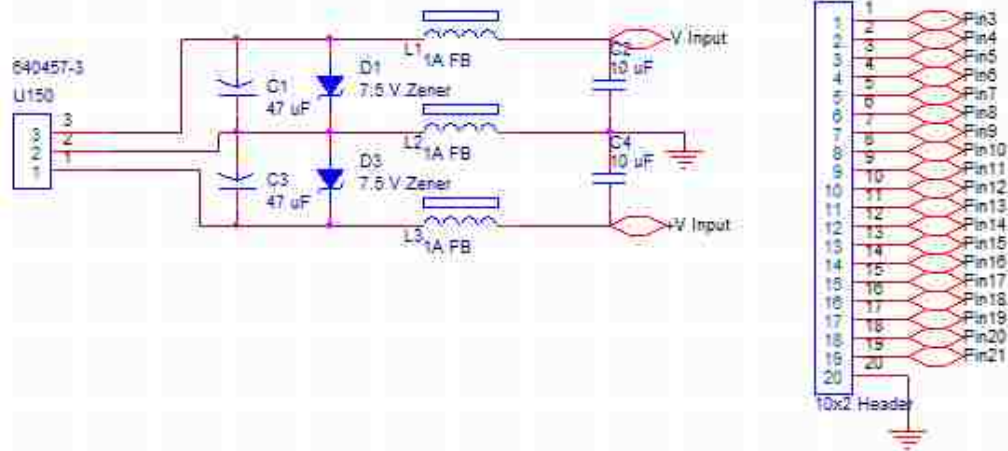 640457-3
U150
3
2
1
3
2
1
C1
47 uF
C3
47 uF
D1
7.5 V Zener
D3
7.5 V Zener
L1
1A FB
L2
1A FB
L3
1A FB
C2
10 uF
C4
10 uF
-V Input
+V Input
1
2
3
4
5
6
7
8
9
10
11
12
13
14
15
16
17
18
19
20
1
2
3
4
5
6
7
8
9
10
11
12
13
14
15
16
17
18
19
20
Pin3
Pin4
Pin5
Pin6
Pin7
Pin8
Pin9
Pin10
Pin11
Pin12
Pin13
Pin14
Pin15
Pin16
Pin17
Pin18
Pin19
Pin20
Pin21
10x2 Header